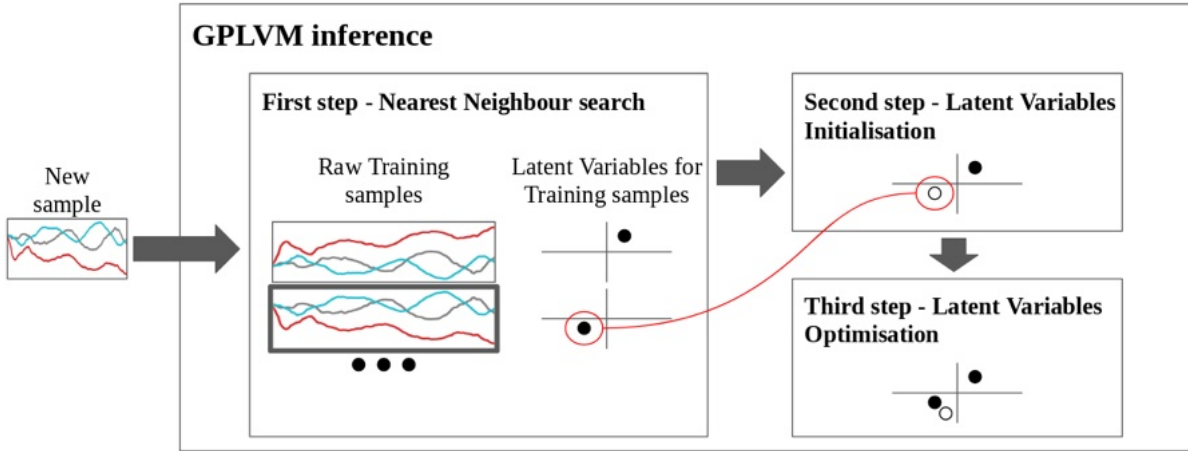 GPLVM inference
New
sample
First step - Nearest Neighbour search
Raw Training
samples
Latent Variables for
Training samples
Second step - Latent Variables
Initialisation
Third step - Latent Variables
Optimisation